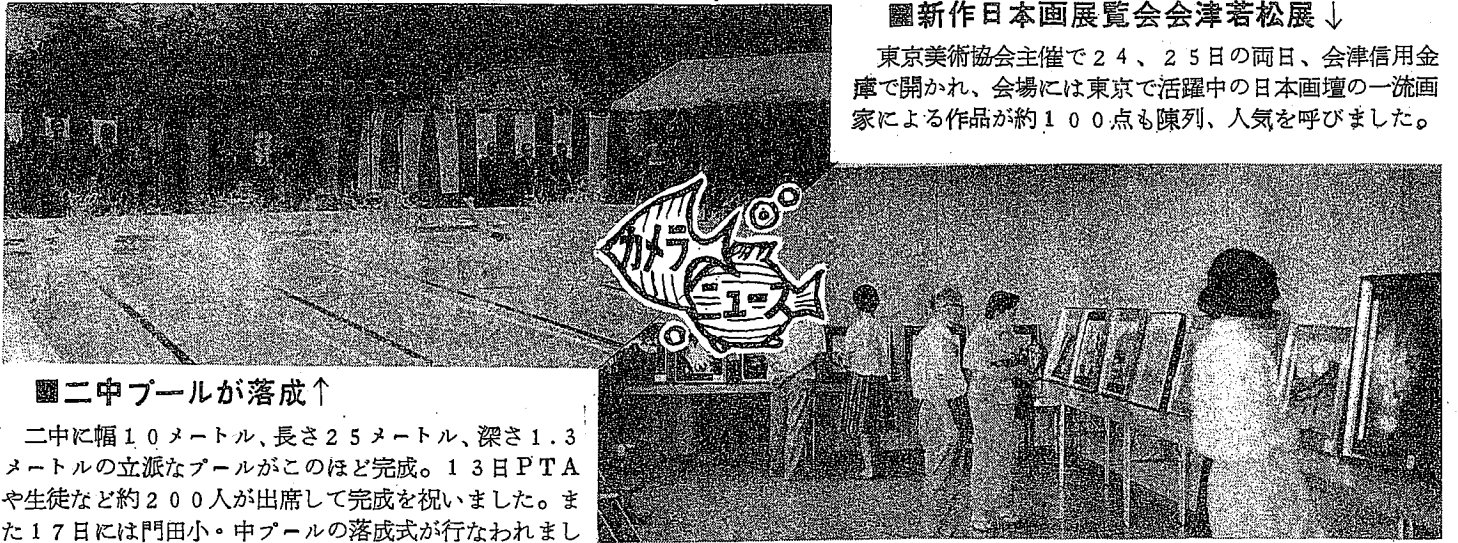 ▩新作日本画展覧会会津若松展↓
東京美術協会主催で24、25日の両日、会津信用金
庫で開かれ、会場には東京で活躍中の日本画壇の一流画
家による作品が約100点も陳列、人気を呼びました。
カメラ
ニュース
▩二中プールが落成↑
二中に幅10メートル、長さ25メートル、深さ1.3
メートルの立派なプールがこのほど完成。13日PTA
や生徒など約200人が出席して完成を祝いました。ま
た17日には門田小・中プールの落成式が行なわれまし